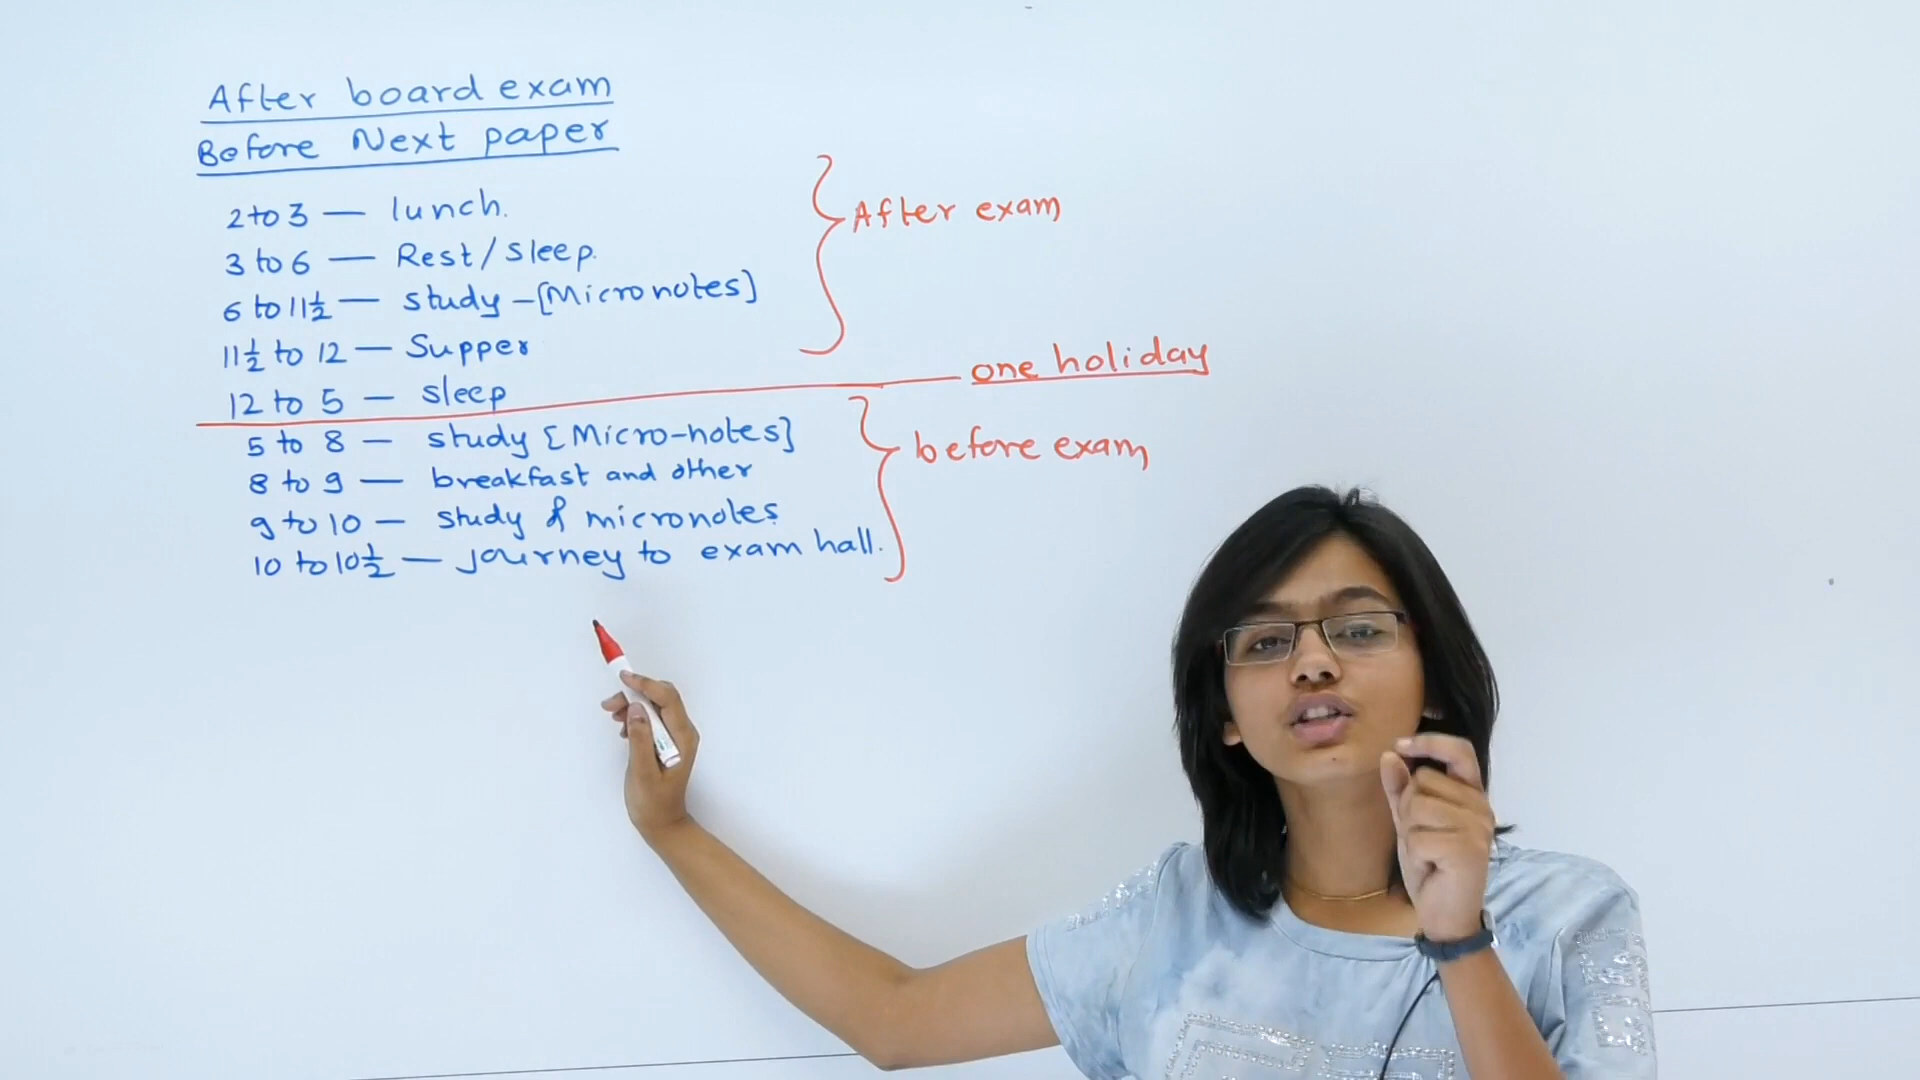 After board exam
Before Next paper
2 to 3 — lunch.
3 to 6 — Rest/sleep.
6 to 11½ — study – [Micronotes]
11½ to 12 — Supper
12 to 5 — sleep
After exam
one holiday
5 to 8 — study [Micro-notes]
8 to 9 — breakfast and other
9 to 10 — study & micronotes
10 to 10½ — Journey to exam hall.
before exam